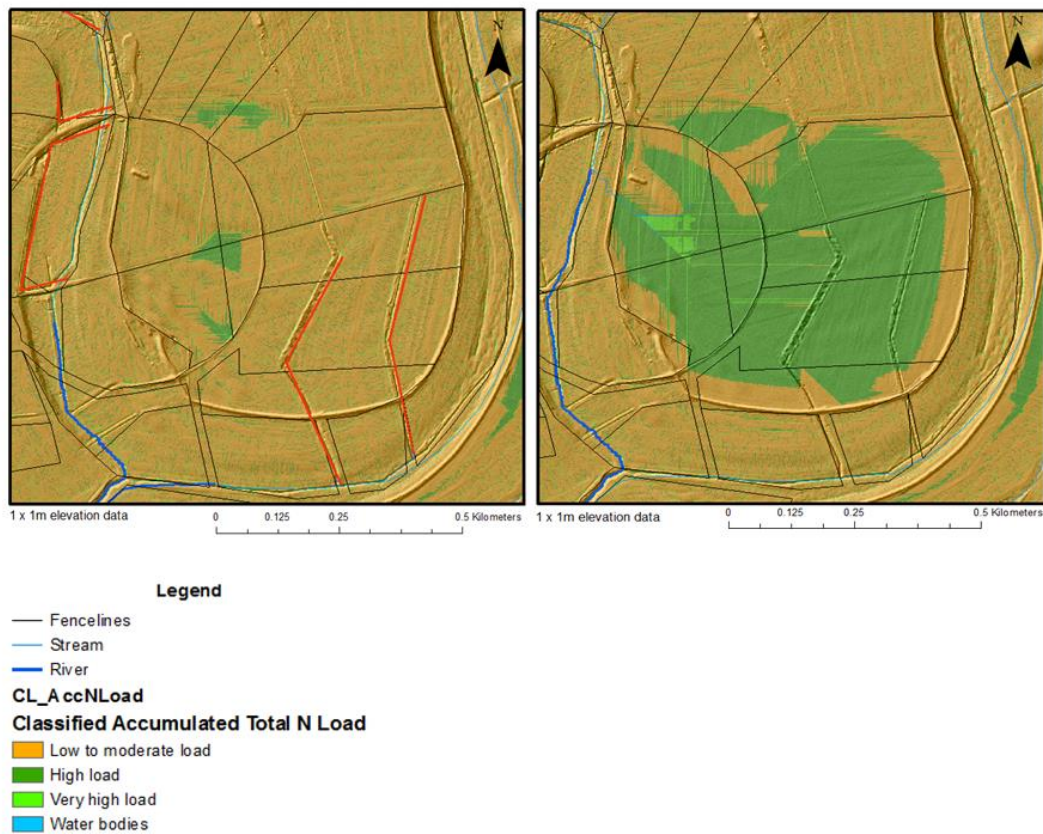 N
N
1 x 1m elevation data
0 0.125 0.25 0.5 Kilometers
1 x 1m elevation data
0 0.125 0.25 0.5 Kilometers
Legend
Fencelines
Stream
River
CL_AccNLoad
Classified Accumulated Total N Load
Low to moderate load
High load
Very high load
Water bodies